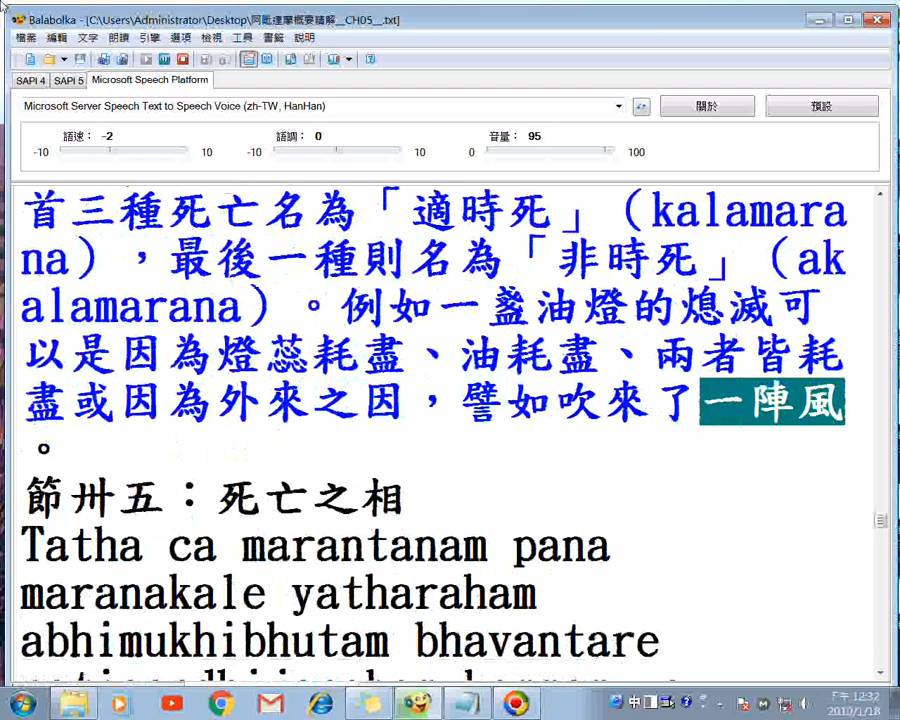 Balabolka - [C:\Users\Administrator\Desktop\阿毗達摩概要精解__CH05__.txt]
檔案 編輯 文字 朗讀 引擎 選項 檢視 工具 書籤 說明
SAPI 4 SAPI 5 Microsoft Speech Platform
Microsoft Server Speech Text to Speech Voice (zh-TW, HanHan) 關於 預設
語速： -2 語調： 0 音量： 95
-10 10 -10 10 0 100
首三種死亡名為「適時死」（kalamara
na），最後一種則名為「非時死」（ak
alamarana）。例如一盞油燈的熄滅可
以是因為燈蕊耗盡、油耗盡、兩者皆耗
盡或因為外來之因，譬如吹來了一陣風
。
節卅五：死亡之相
Tatha ca marantanam pana
maranakale yatharaham
abhimukhibhutam bhavantare
中
下午 12:32
2019/1/18